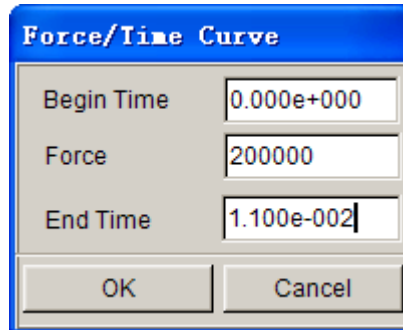 Force/Time Curve
Begin Time 0.000e+000
Force 200000
End Time 1.100e-002
OK Cancel